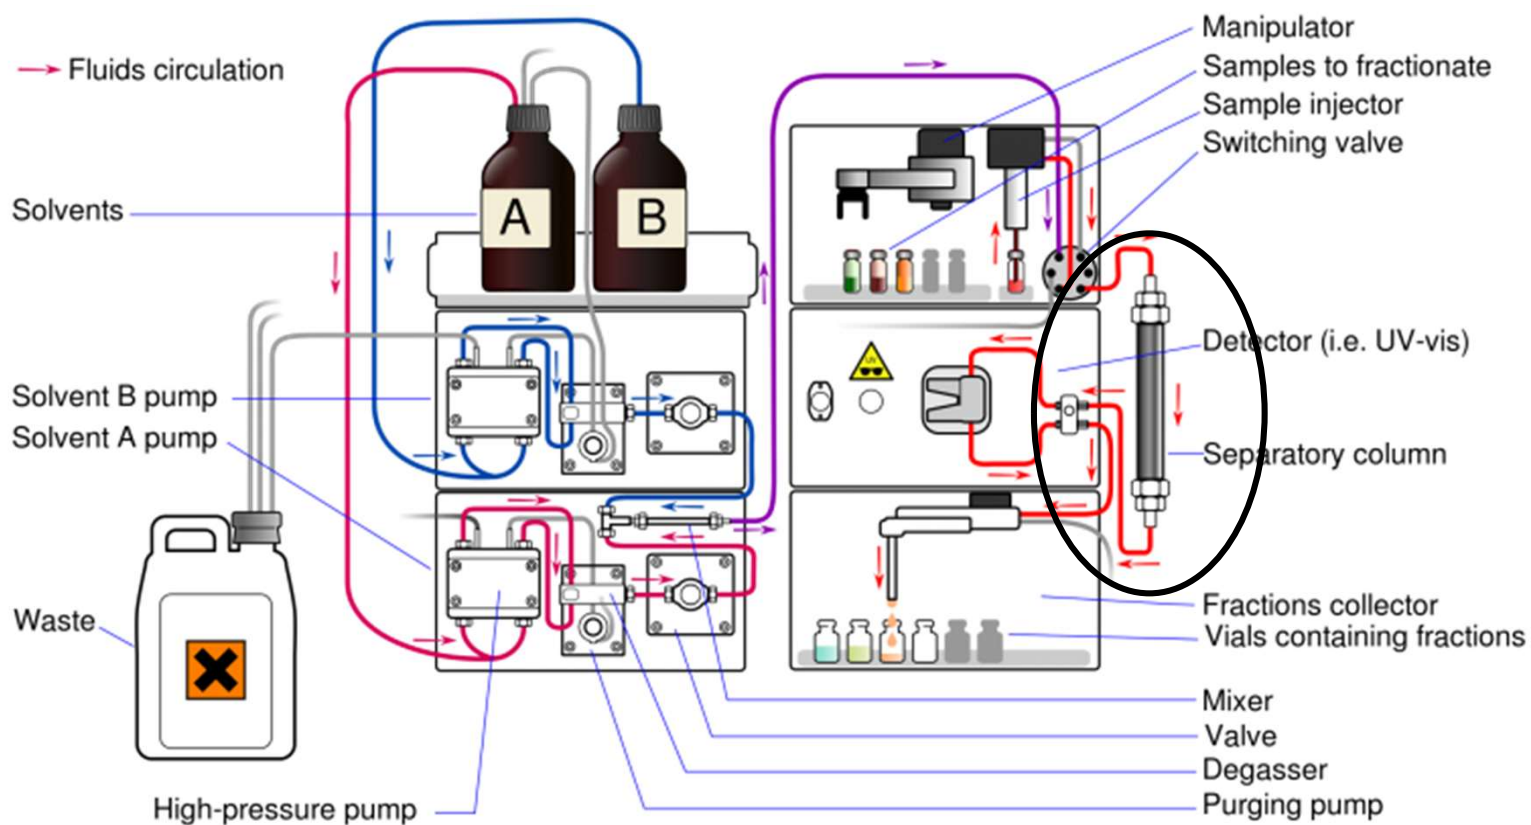 Manipulator
Samples to fractionate
Sample injector
Switching valve
Fluids circulation
Solvents
A
B
UV
Detector (i.e. UV-vis)
Solvent B pump
Solvent A pump
Separatory column
Waste
Fractions collector
Vials containing fractions
Mixer
Valve
Degasser
Purging pump
High-pressure pump